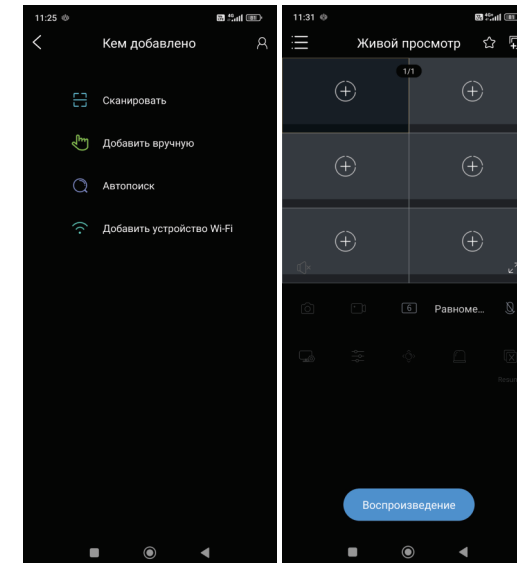 11:25
Кем добавлено
Сканировать
Добавить вручную
Автопоиск
Добавить устройство Wi-Fi
11:31
Живой просмотр
1/1
6 Равноме...
Воспроизведение